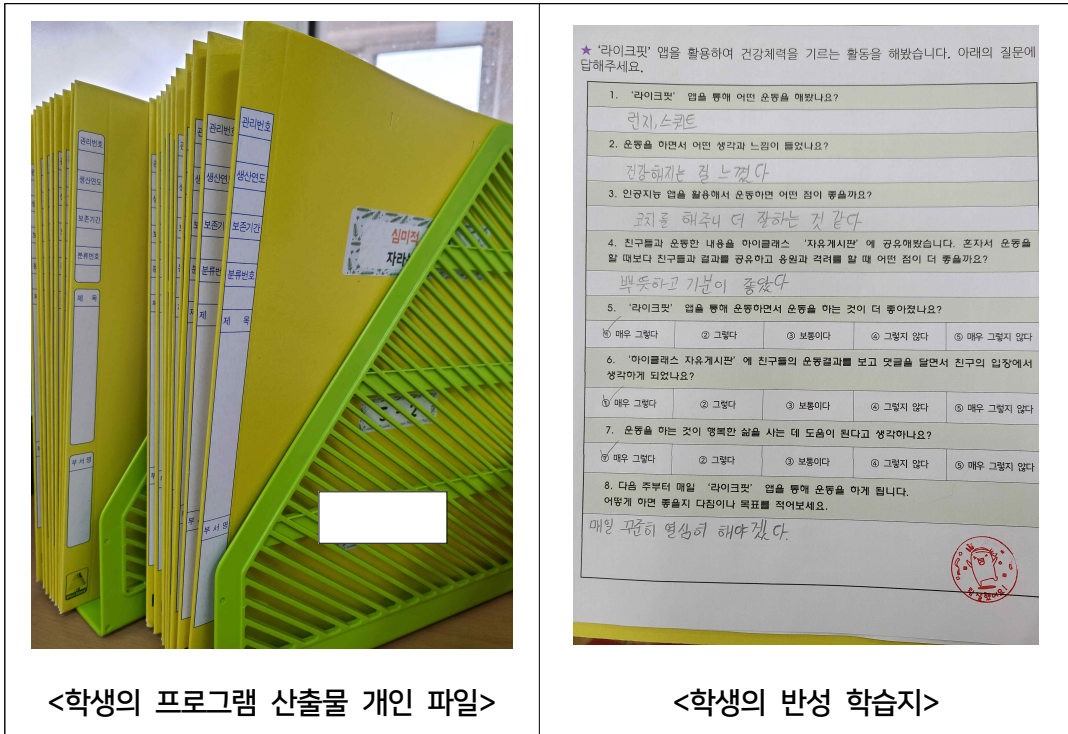 관리번호
생산연도
보존기간
분류번호
제 목
부 서 명
관리번호
관리번호
생산연도
보존기간
분류번호
제 목
부 서 명
심미적
자라
★ '라이크핏' 앱을 활용하여 건강체력을 기르는 활동을 해봤습니다. 아래의 질문에
답해주세요.
1. '라이크핏' 앱을 통해 어떤 운동을 해봤나요?
런지,스쿼트
2. 운동을 하면서 어떤 생각과 느낌이 들었나요?
건강해지는 걸 느꼈다
3. 인공지능 앱을 활용해서 운동하면 어떤 점이 좋을까요?
코치를 해주니 더 잘하는 것 같다
4. 친구들과 운동한 내용을 하이클래스 '자유게시판' 에 공유해봤습니다. 혼자서 운동을
할 때보다 친구들과 결과를 공유하고 응원과 격려를 할 때 어떤 점이 더 좋을까요?
뿌듯하고 기분이 좋았다
5. '라이크핏' 앱을 통해 운동하면서 운동을 하는 것이 더 좋아졌나요?
① 매우 그렇다 ② 그렇다 ③ 보통이다 ④ 그렇지 않다 ⑤ 매우 그렇지 않다
6. '하이클래스 자유게시판' 에 친구들의 운동결과를 보고 댓글을 달면서 친구의 입장에서
생각하게 되었나요?
① 매우 그렇다 ② 그렇다 ③ 보통이다 ④ 그렇지 않다 ⑤ 매우 그렇지 않다
7. 운동을 하는 것이 행복한 삶을 사는 데 도움이 된다고 생각하나요?
① 매우 그렇다 ② 그렇다 ③ 보통이다 ④ 그렇지 않다 ⑤ 매우 그렇지 않다
8. 다음 주부터 매일 '라이크핏' 앱을 통해 운동을 하게 됩니다.
어떻게 하면 좋을지 다짐이나 목표를 적어보세요.
매일 꾸준히 열심히 해야겠다.
<학생의 프로그램 산출물 개인 파일>
<학생의 반성 학습지>